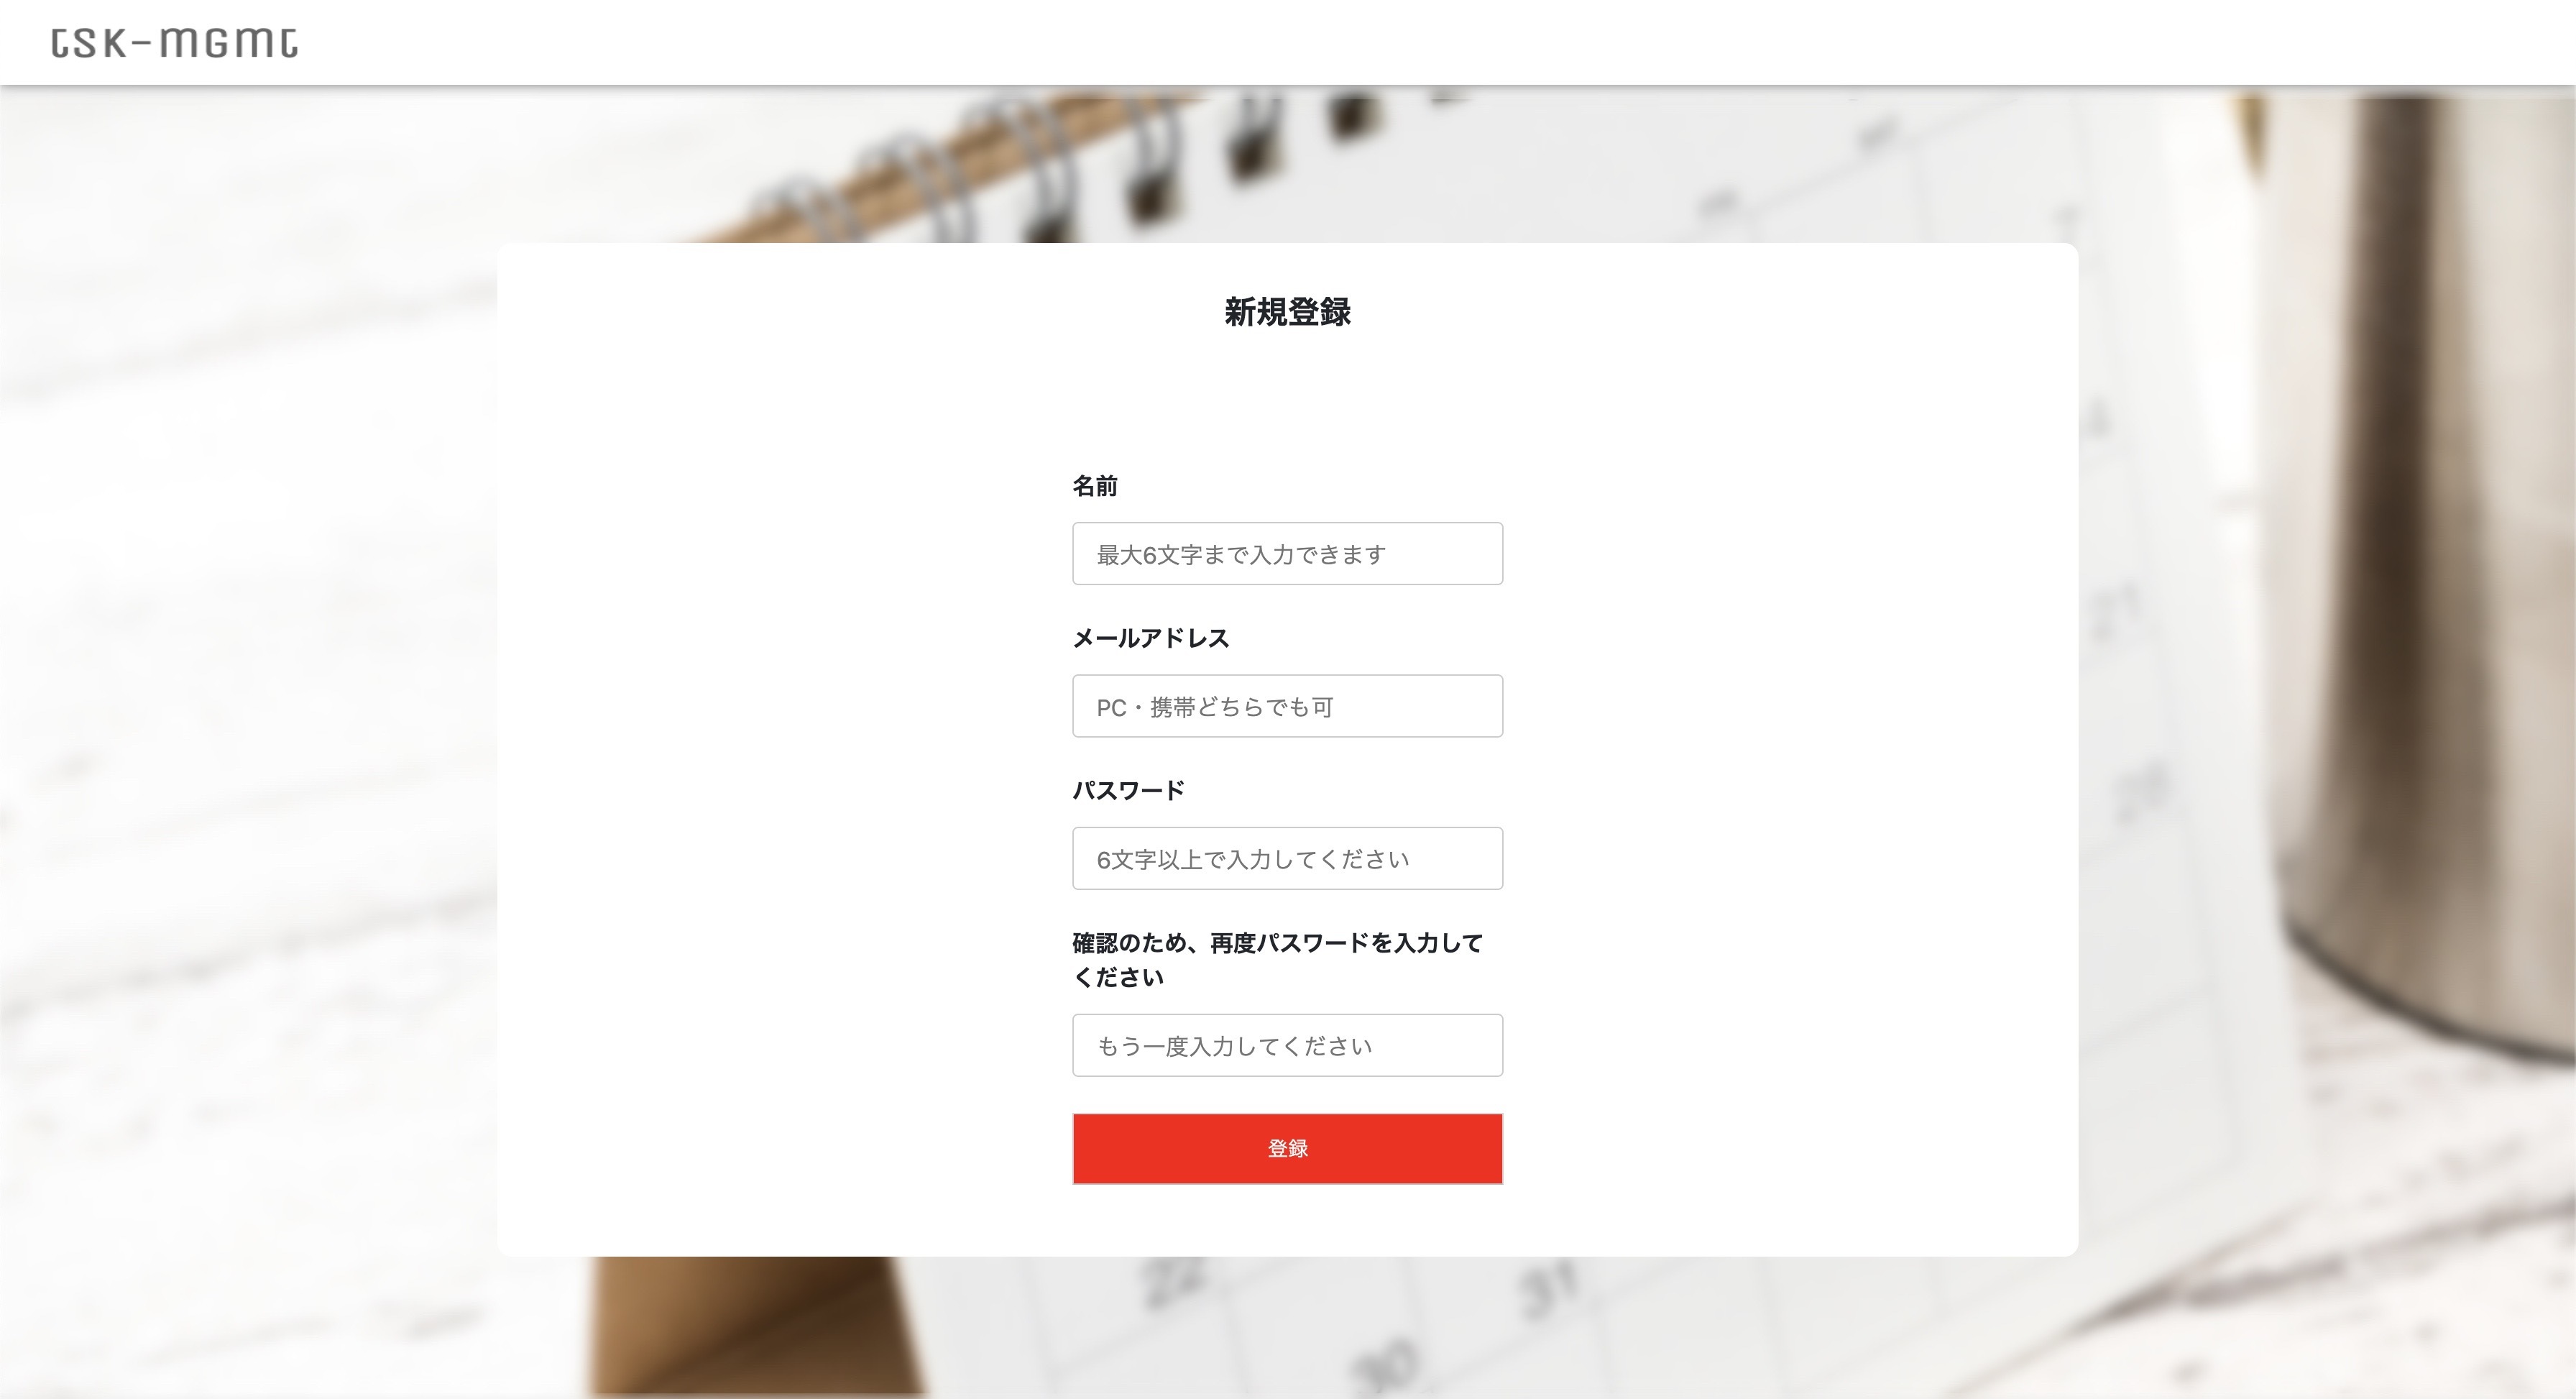 tsk-mgmt
新規登録
名前
最大6文字まで入力できます
メールアドレス
PC・携帯どちらでも可
パスワード
6文字以上で入力してください
確認のため、再度パスワードを入力して
ください
もう一度入力してください
登録
22
31
30